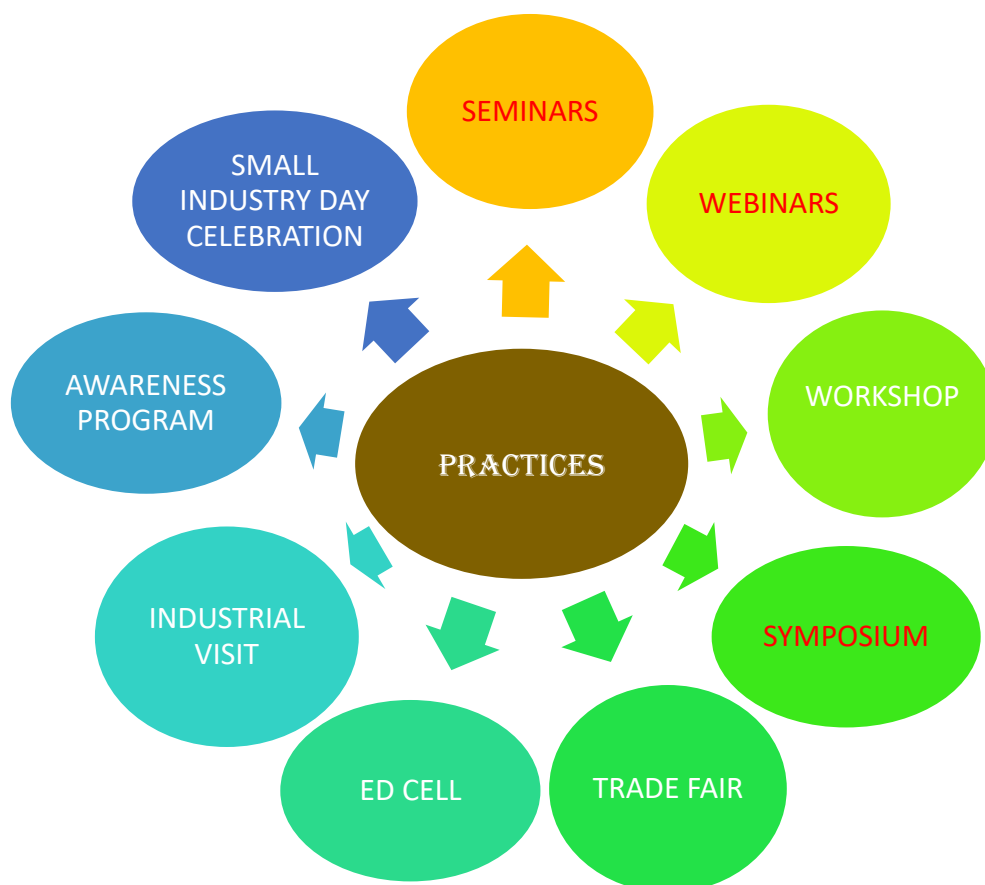 SEMINARS
WEBINARS
WORKSHOP
SYMPOSIUM
TRADE FAIR
ED CELL
INDUSTRIAL
VISIT
AWARENESS
PROGRAM
SMALL
INDUSTRY DAY
CELEBRATION
PRACTICES